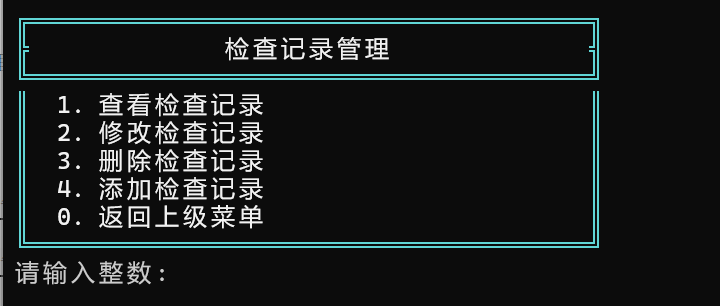 检查记录管理
1. 查看检查记录
2. 修改检查记录
3. 删除检查记录
4. 添加检查记录
0. 返回上级菜单
请输入整数: